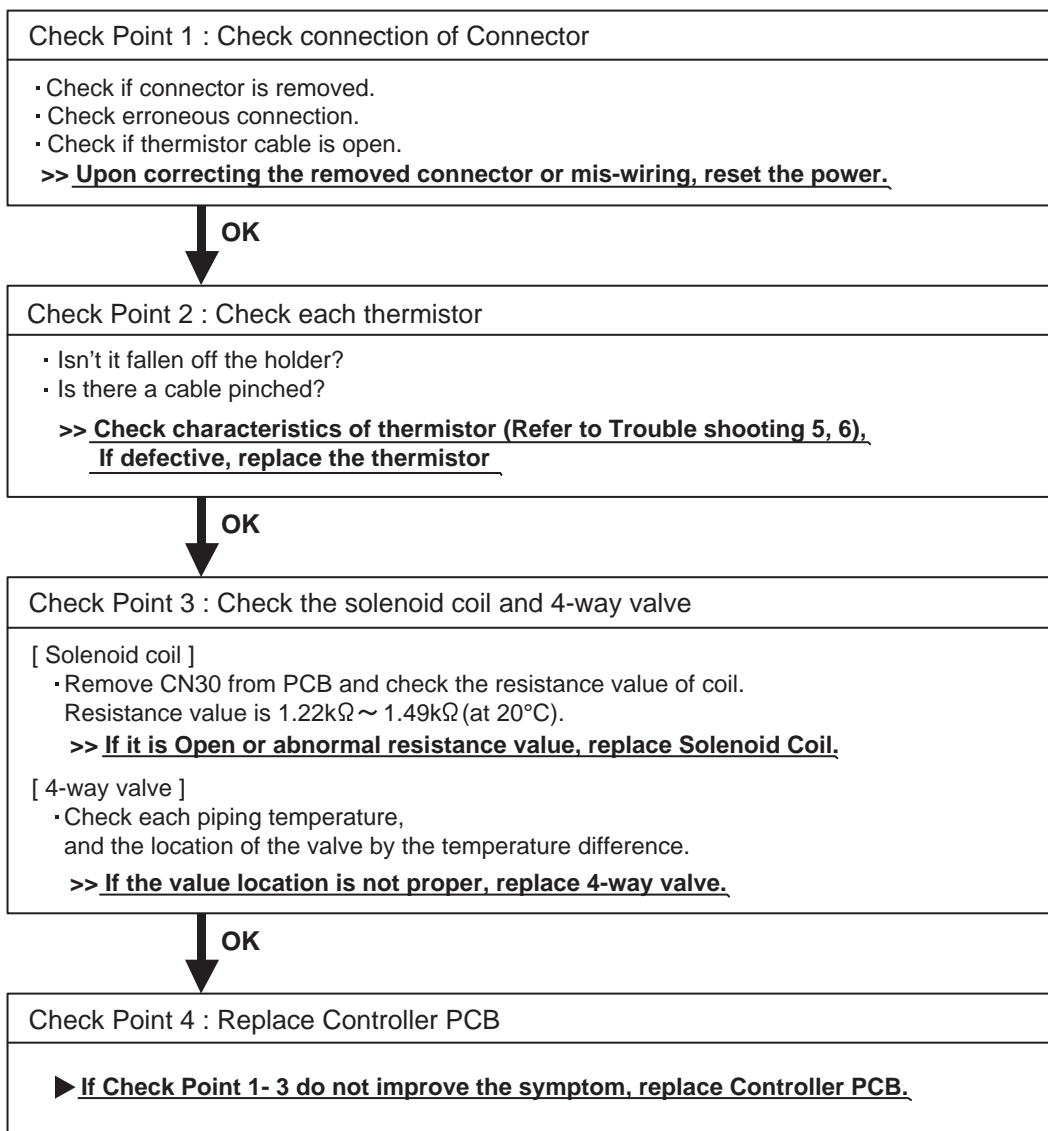 Check Point 1 : Check connection of Connector
· Check if connector is removed.
· Check erroneous connection.
· Check if thermistor cable is open.
>> Upon correcting the removed connector or mis-wiring, reset the power.
OK
Check Point 2 : Check each thermistor
· Isn't it fallen off the holder?
· Is there a cable pinched?
>> Check characteristics of thermistor (Refer to Trouble shooting 5, 6),
If defective, replace the thermistor
OK
Check Point 3 : Check the solenoid coil and 4-way valve
[ Solenoid coil ]
· Remove CN30 from PCB and check the resistance value of coil.
Resistance value is 1.22kΩ～1.49kΩ (at 20°C).
>> If it is Open or abnormal resistance value, replace Solenoid Coil.
[ 4-way valve ]
· Check each piping temperature,
and the location of the valve by the temperature difference.
>> If the value location is not proper, replace 4-way valve.
OK
Check Point 4 : Replace Controller PCB
▶ If Check Point 1- 3 do not improve the symptom, replace Controller PCB.